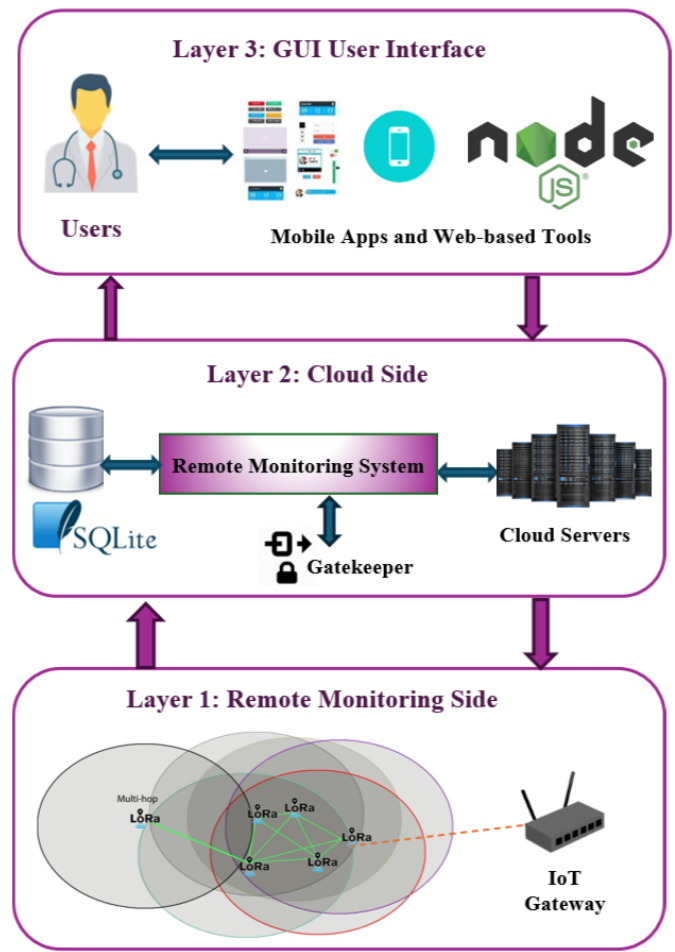 Layer 3: GUI User Interface
node
JS
Users
Mobile Apps and Web-based Tools
Layer 2: Cloud Side
Remote Monitoring System
SQLite
Gatekeeper
Cloud Servers
Layer 1: Remote Monitoring Side
Multi-hop
LoRa
LoRa
LoRa
LoRa
LoRa
LoRa
IoT
Gateway